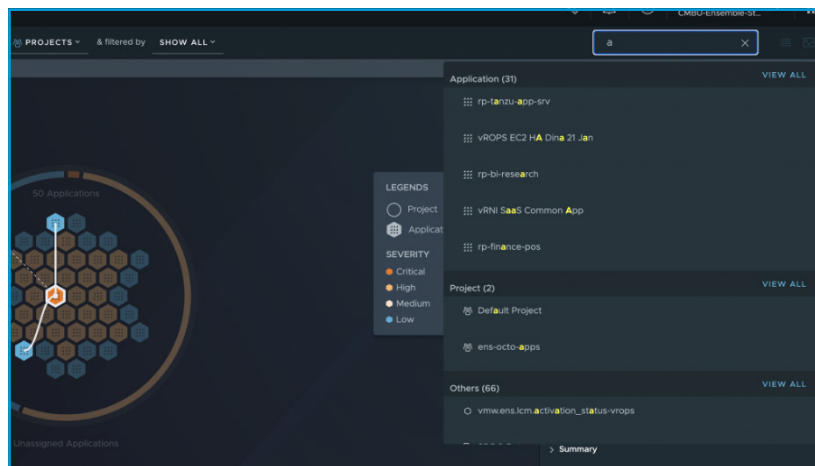 CMBU-Ensemble-St...
PROJECTS & filtered by SHOW ALL
a
Application (31) VIEW ALL
rp-tanzu-app-srv
vROPS EC2 HA Dina 21 Jan
rp-bi-research
vRNI SaaS Common App
rp-finance-pos
Project (2) VIEW ALL
Default Project
ens-octo-apps
Others (66) VIEW ALL
vmw.ens.lcm.activation_status-vrops
Summary
50 Applications
LEGENDS
Project
Applicat
SEVERITY
Critical
High
Medium
Low
Unassigned Applications